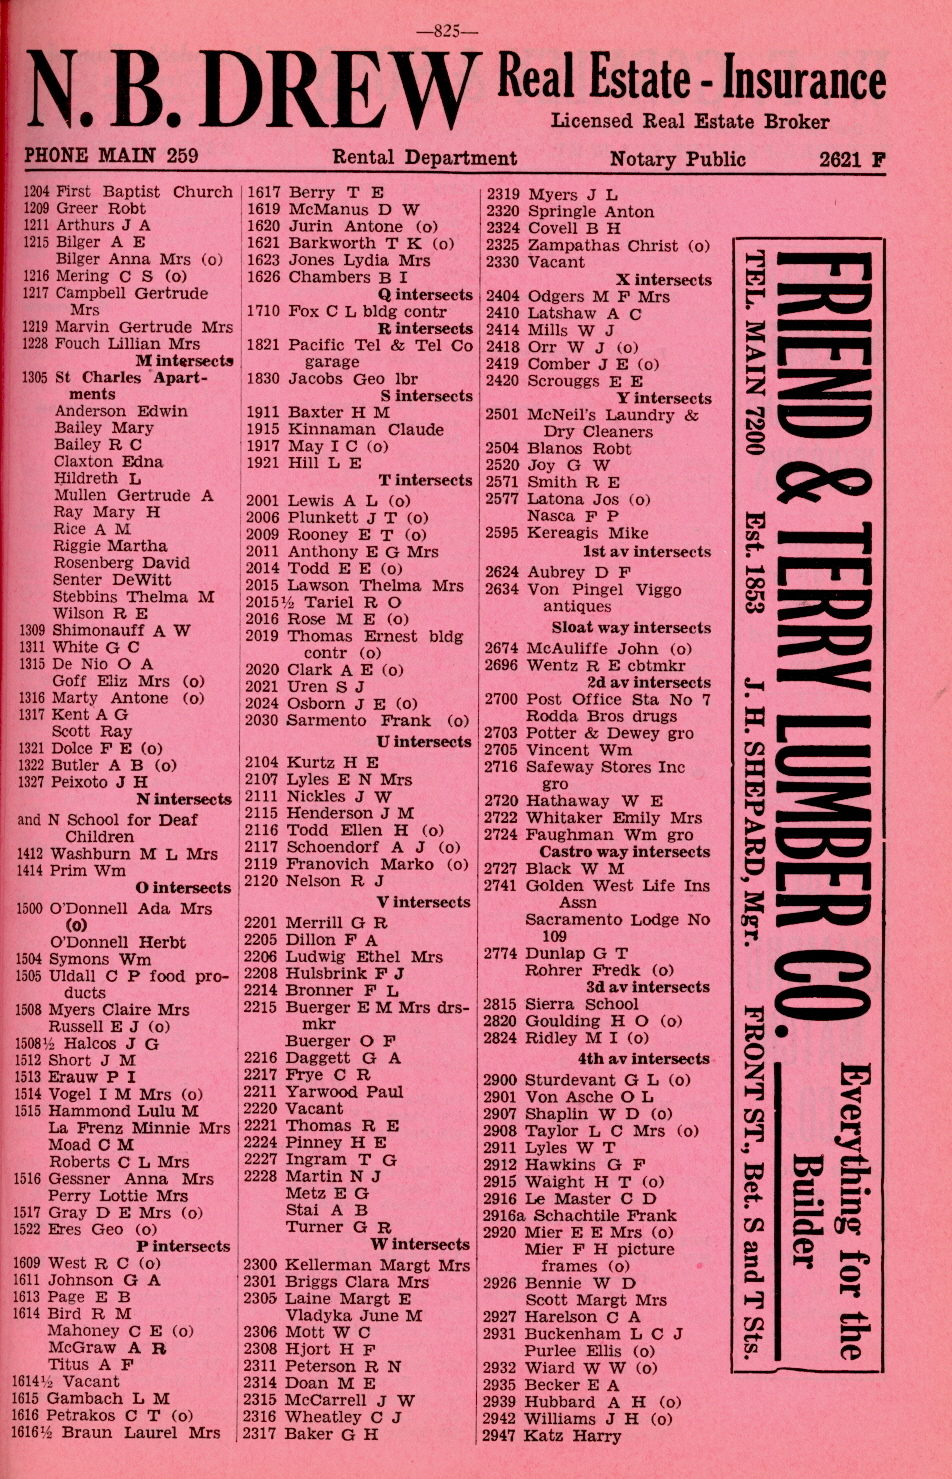 —825—
N. B. DREW Real Estate - Insurance
Licensed Real Estate Broker
PHONE MAIN 259 Rental Department Notary Public 2621 F
1204 First Baptist Church
1209 Greer Robt
1211 Arthurs J A
1215 Bilger A E
Bilger Anna Mrs (o)
1216 Mering C S (o)
1217 Campbell Gertrude
Mrs
1219 Marvin Gertrude Mrs
1228 Fouch Lillian Mrs
M intersects
1305 St Charles Apart-
ments
Anderson Edwin
Bailey Mary
Bailey R C
Claxton Edna
Hildreth L
Mullen Gertrude A
Ray Mary H
Rice A M
Riggie Martha
Rosenberg David
Senter DeWitt
Stebbins Thelma M
Wilson R E
1309 Shimonauff A W
1311 White G C
1315 De Nio O A
Goff Eliz Mrs (o)
1316 Marty Antone (o)
1317 Kent A G
Scott Ray
1321 Dolce F E (o)
1322 Butler A B (o)
1327 Peixoto J H
N intersects
and N School for Deaf
Children
1412 Washburn M L Mrs
1414 Prim Wm
O intersects
1500 O'Donnell Ada Mrs
(o)
O'Donnell Herbt
1504 Symons Wm
1505 Uldall C P food pro-
ducts
1508 Myers Claire Mrs
Russell E J (o)
1508½ Halcos J G
1512 Short J M
1513 Erauw P I
1514 Vogel I M Mrs (o)
1515 Hammond Lulu M
La Frenz Minnie Mrs
Moad C M
Roberts C L Mrs
1516 Gessner Anna Mrs
Perry Lottie Mrs
1517 Gray D E Mrs (o)
1522 Eres Geo (o)
P intersects
1609 West R C (o)
1611 Johnson G A
1613 Page E B
1614 Bird R M
Mahoney C E (o)
McGraw A R
Titus A F
1614½ Vacant
1615 Gambach L M
1616 Petrakos C T (o)
1616½ Braun Laurel Mrs
1617 Berry T E
1619 McManus D W
1620 Jurin Antone (o)
1621 Barkworth T K (o)
1623 Jones Lydia Mrs
1626 Chambers B I
Q intersects
1710 Fox C L bldg contr
R intersects
1821 Pacific Tel & Tel Co
garage
1830 Jacobs Geo lbr
S intersects
1911 Baxter H M
1915 Kinnaman Claude
1917 May I C (o)
1921 Hill L E
T intersects
2001 Lewis A L (o)
2006 Plunkett J T (o)
2009 Rooney E T (o)
2011 Anthony E G Mrs
2014 Todd E E (o)
2015 Lawson Thelma Mrs
2015½ Tariel R O
2016 Rose M E (o)
2019 Thomas Ernest bldg
contr (o)
2020 Clark A E (o)
2021 Uren S J
2024 Osborn J E (o)
2030 Sarmento Frank (o)
U intersects
2104 Kurtz H E
2107 Lyles E N Mrs
2111 Nickles J W
2115 Henderson J M
2116 Todd Ellen H (o)
2117 Schoendorf A J (o)
2119 Franovich Marko (o)
2120 Nelson R J
V intersects
2201 Merrill G R
2205 Dillon F A
2206 Ludwig Ethel Mrs
2208 Hulsbrink F J
2214 Bronner F L
2215 Buerger E M Mrs drs-
mkr
Buerger O F
2216 Daggett G A
2217 Frye C R
2211 Yarwood Paul
2220 Vacant
2221 Thomas R E
2224 Pinney H E
2227 Ingram T G
2228 Martin N J
Metz E G
Stai A B
Turner G R
W intersects
2300 Kellerman Margt Mrs
2301 Briggs Clara Mrs
2305 Laine Margt E
Vladyka June M
2306 Mott W C
2308 Hjort H F
2311 Peterson R N
2314 Doan M E
2315 McCarrell J W
2316 Wheatley C J
2317 Baker G H
2319 Myers J L
2320 Springle Anton
2324 Covell B H
2325 Zampathas Christ (o)
2330 Vacant
X intersects
2404 Odgers M F Mrs
2410 Latshaw A C
2414 Mills W J
2418 Orr W J (o)
2419 Comber J E (o)
2420 Scrouggs E E
Y intersects
2501 McNeil's Laundry &
Dry Cleaners
2504 Blanos Robt
2520 Joy G W
2571 Smith R E
2577 Latona Jos (o)
Nasca F P
2595 Kereagis Mike
1st av intersects
2624 Aubrey D F
2634 Von Pingel Viggo
antiques
Sloat way intersects
2674 McAuliffe John (o)
2696 Wentz R E cbtmkr
2d av intersects
2700 Post Office Sta No 7
Rodda Bros drugs
2703 Potter & Dewey gro
2705 Vincent Wm
2716 Safeway Stores Inc
gro
2720 Hathaway W E
2722 Whitaker Emily Mrs
2724 Faughman Wm gro
Castro way intersects
2727 Black W M
2741 Golden West Life Ins
Assn
Sacramento Lodge No
109
2774 Dunlap G T
Rohrer Fredk (o)
3d av intersects
2815 Sierra School
2820 Goulding H O (o)
2824 Ridley M I (o)
4th av intersects
2900 Sturdevant G L (o)
2901 Von Asche O L
2907 Shaplin W D (o)
2908 Taylor L C Mrs (o)
2911 Lyles W T
2912 Hawkins G F
2915 Waight H T (o)
2916 Le Master C D
2916a Schachtile Frank
2920 Mier E E Mrs (o)
Mier F H picture
frames (o)
2926 Bennie W D
Scott Margt Mrs
2927 Harelson C A
2931 Buckenham L C J
Purlee Ellis (o)
2932 Wiard W W (o)
2935 Becker E A
2939 Hubbard A H (o)
2942 Williams J H (o)
2947 Katz Harry
FRIEND & TERRY LUMBER CO.
Everything for the
Builder
TEL. MAIN 7200 Est. 1853 J. H. SHEPARD, Mgr. FRONT ST., Bet. S and T Sts.